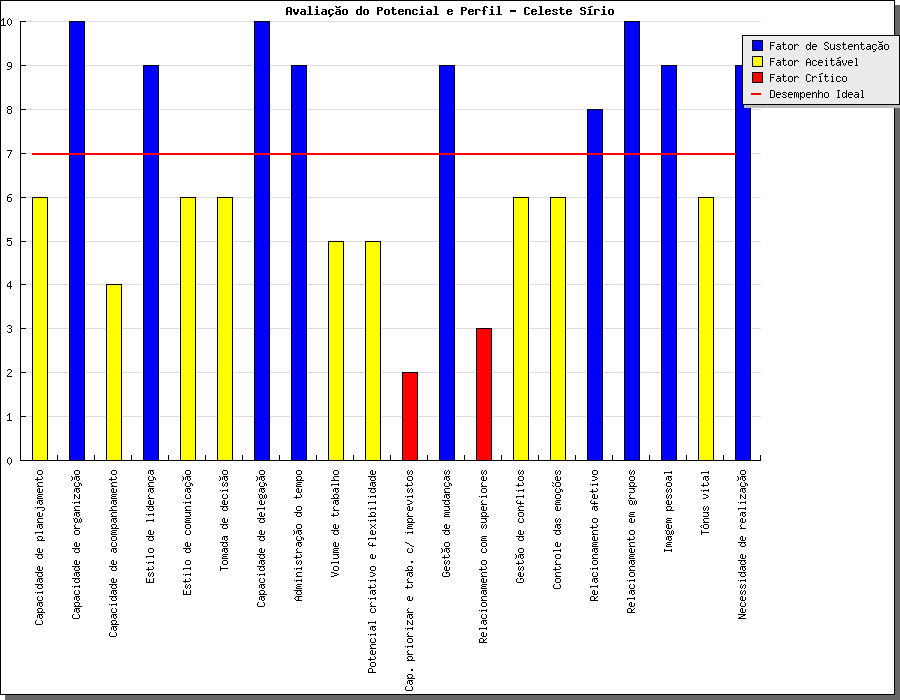 Avaliação do Potencial e Perfil - Celeste Sírio
10
9
8
7
6
5
4
3
2
1
0
Fator de Sustentação
Fator Aceitável
Fator Crítico
Desempenho Ideal
Capacidade de planejamento
Capacidade de organização
Capacidade de acompanhamento
Estilo de liderança
Estilo de comunicação
Tomada de decisão
Capacidade de delegação
Administração do tempo
Volume de trabalho
Potencial criativo e flexibilidade
Cap. priorizar e trab. c/ imprevistos
Gestão de mudanças
Relacionamento com superiores
Gestão de conflitos
Controle das emoções
Relacionamento afetivo
Relacionamento em grupos
Imagem pessoal
Tônus vital
Necessidade de realização